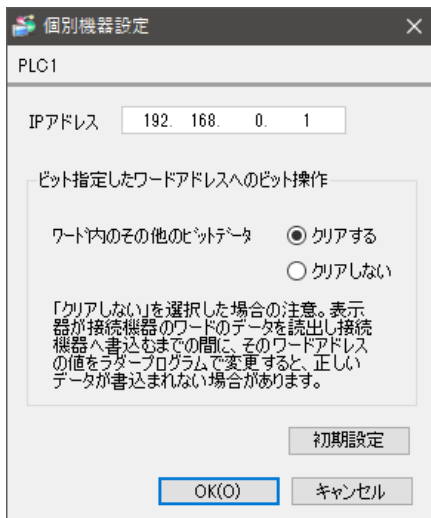 個別機器設定
PLC1
IPアドレス 192. 168. 0. 1
ビット指定したワードアドレスへのビット操作
ワード内のその他のビットデータ クリアする
クリアしない
「クリアしない」を選択した場合の注意。表示
器が接続機器のワードのデータを読出し接続
機器へ書込むまでの間に、そのワードアドレス
の値をラダープログラムで変更すると、正しい
データが書込まれない場合があります。
初期設定
OK(O) キャンセル